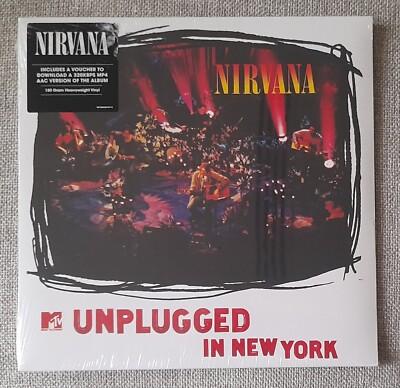 NIRVANA
INCLUDES A VOUCHER TO
DOWNLOAD A 320KBPS MP4
AAC VERSION OF THE ALBUM
180 Gram Heavyweight Vinyl
NIRVANA
MTV
UNPLUGGED
IN NEW YORK